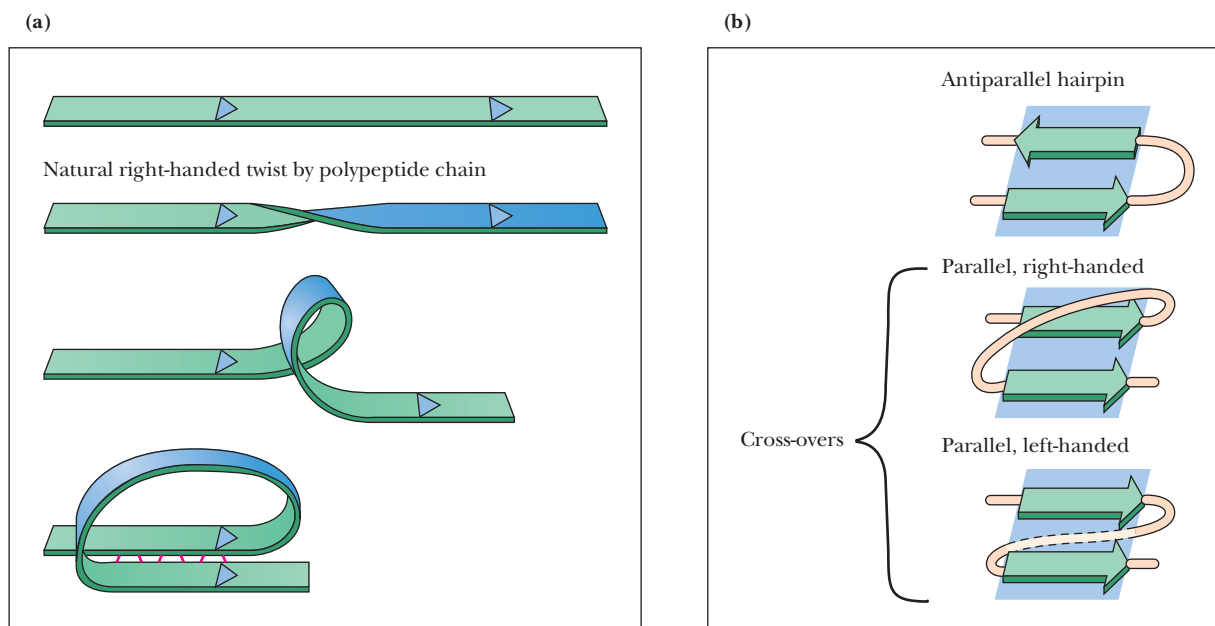 (a)
Natural right-handed twist by polypeptide chain
(b)
Antiparallel hairpin
Parallel, right-handed
Cross-overs
Parallel, left-handed